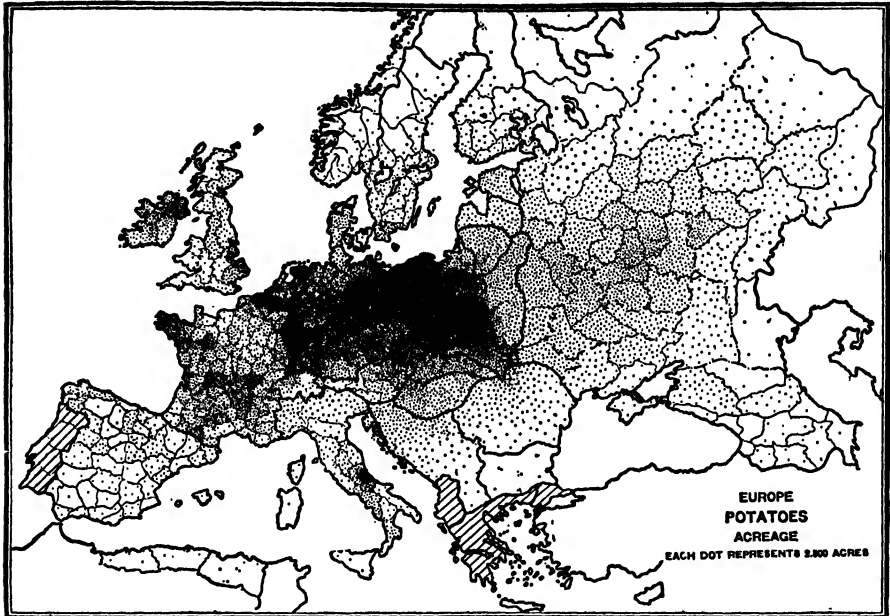 EUROPE
POTATOES
ACREAGE
EACH DOT REPRESENTS 2,500 ACRES